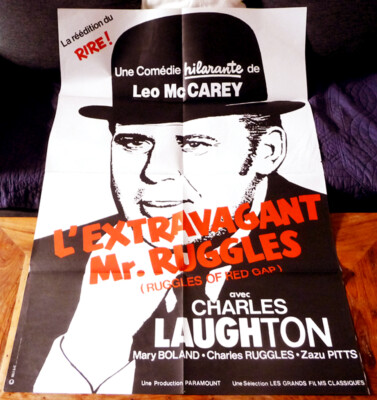 La réédition du
RIRE!
Une Comédie hilarante de
Leo McCAREY
L'EXTRAVAGANT
Mr. RUGGLES
(RUGGLES OF RED GAP)
avec
CHARLES
LAUGHTON
Mary BOLAND • Charles RUGGLES • Zazu PITTS
Une Production PARAMOUNT
Une Sélection LES GRANDS FILMS CLASSIQUES